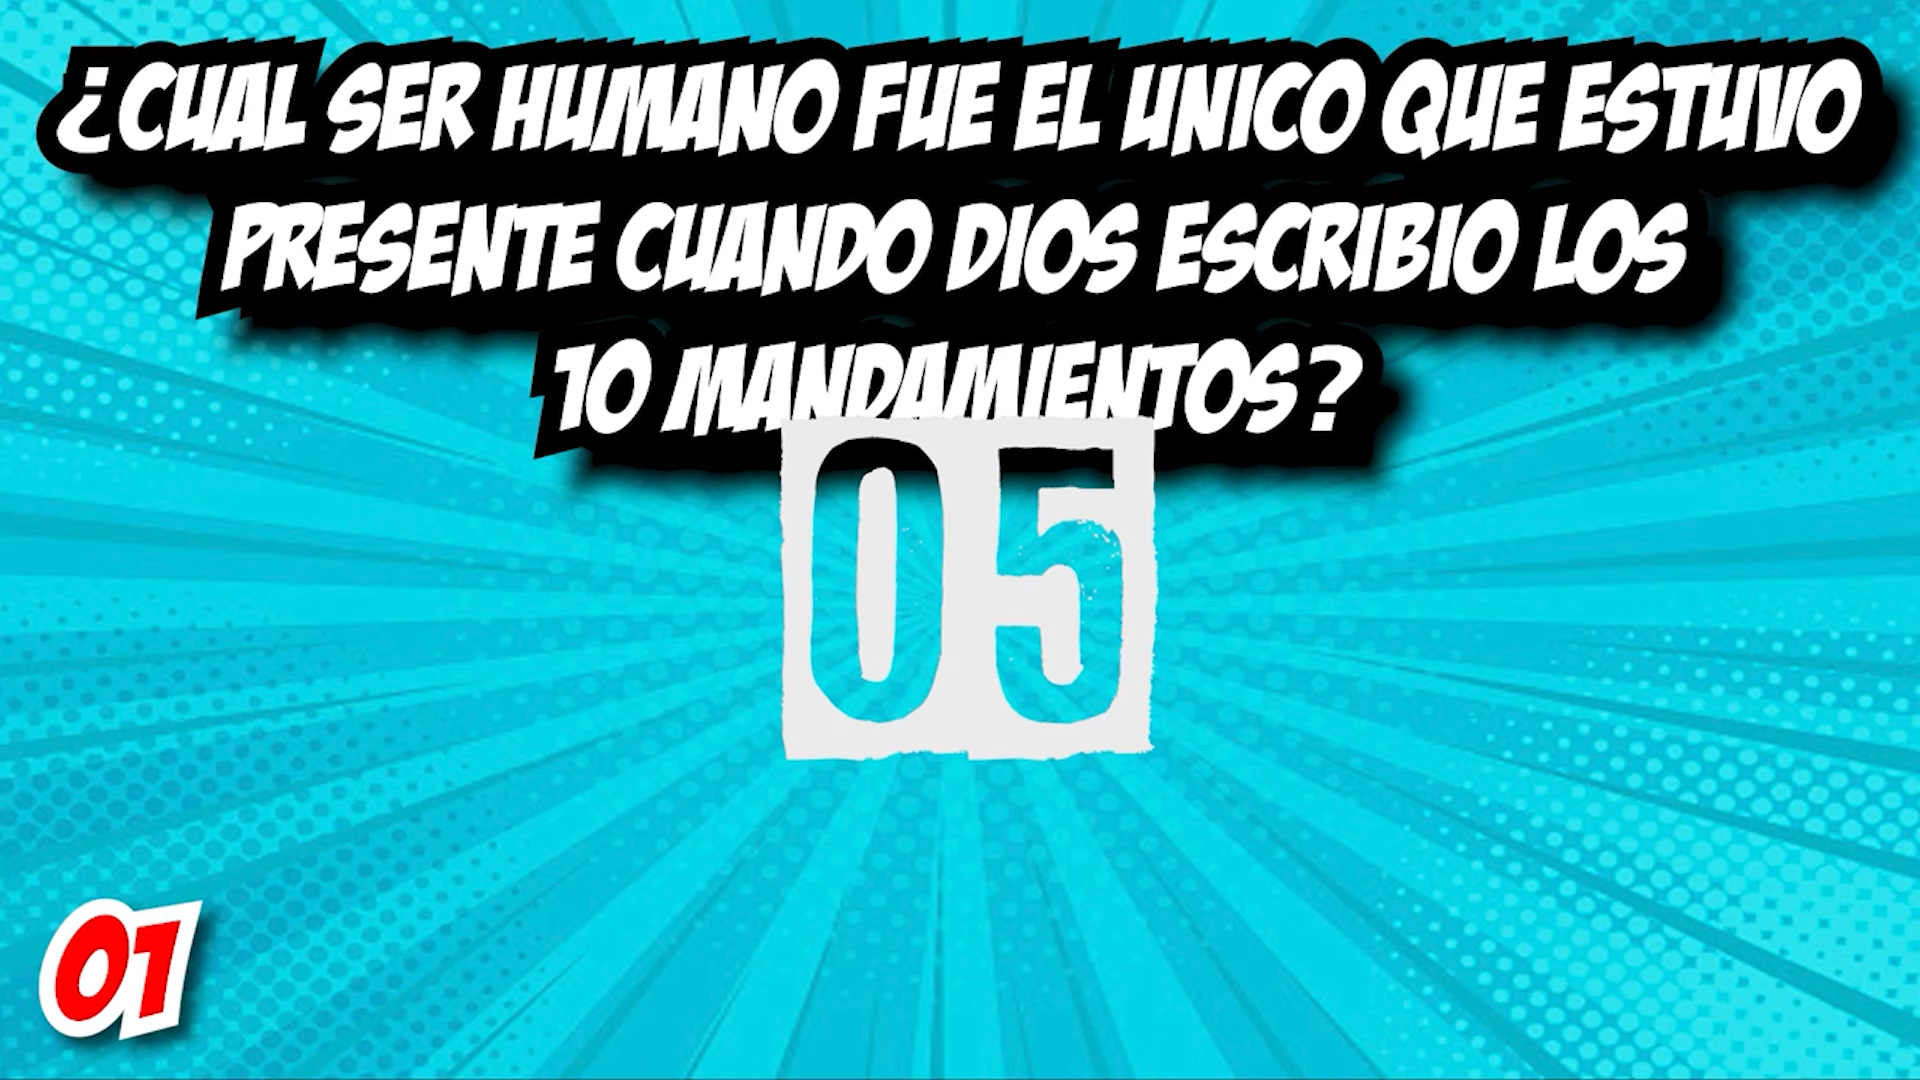 ¿CUAL SER HUMANO FUE EL UNICO QUE ESTUVO
PRESENTE CUANDO DIOS ESCRIBIO LOS
10 MANDAMIENTOS?
05
01